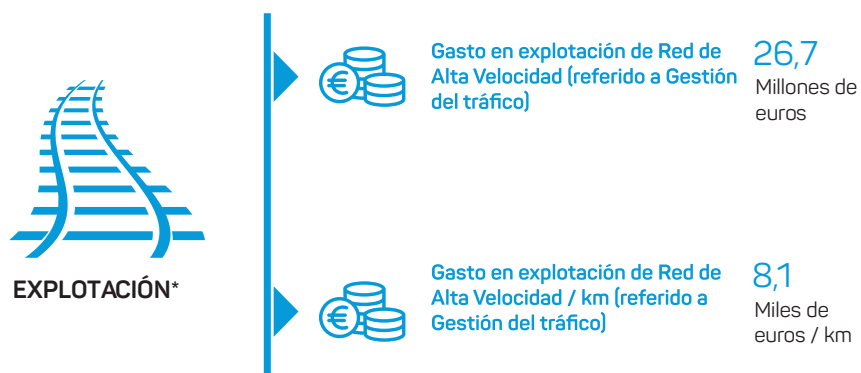 EXPLOTACIÓN*
Gasto en explotación de Red de
Alta Velocidad (referido a Gestión
del tráfico)
26,7
Millones de
euros
Gasto en explotación de Red de
Alta Velocidad / km (referido a
Gestión del tráfico)
8,1
Miles de
euros / km